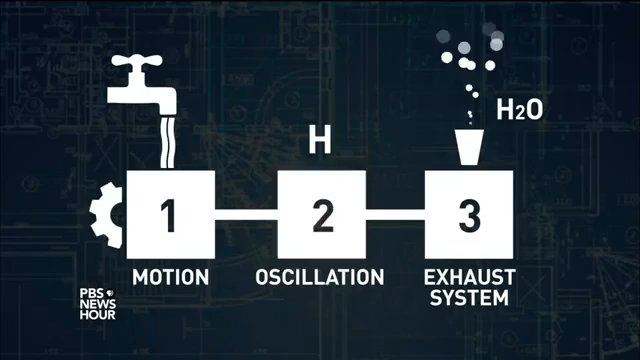 H
H2O
1
2
3
MOTION
OSCILLATION
EXHAUST
SYSTEM
PBS
NEWS
HOUR